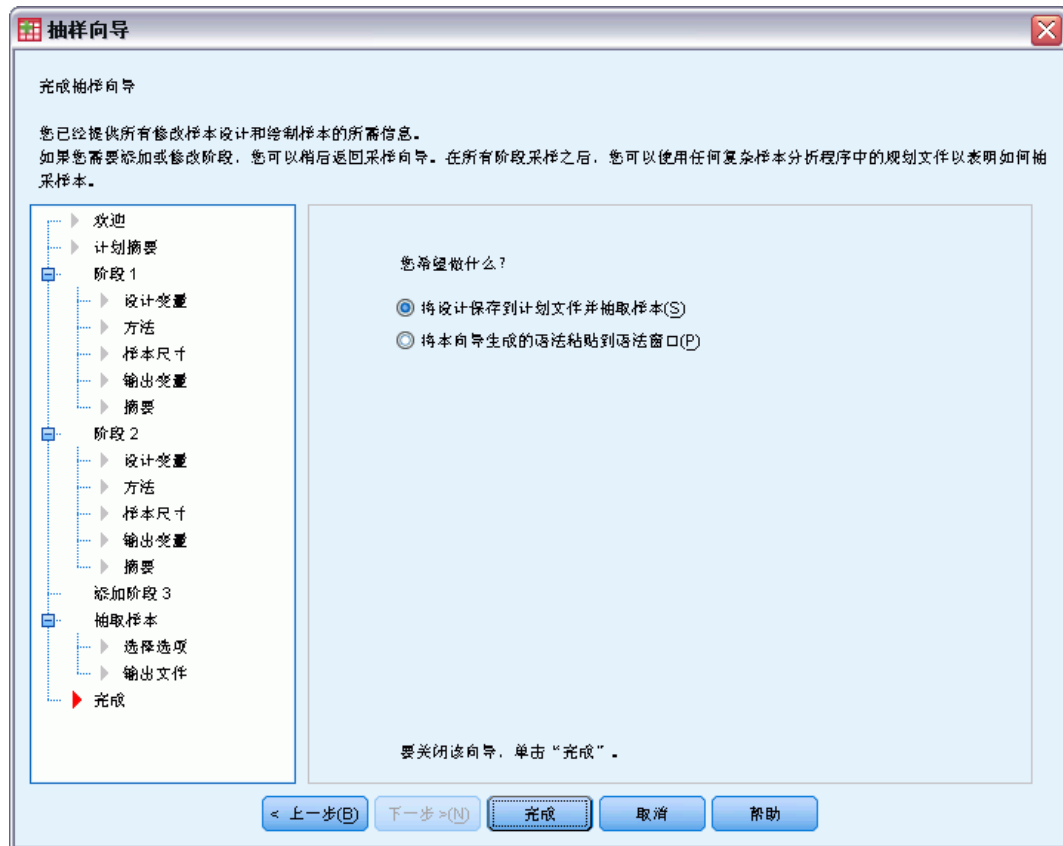 抽样向导
完成抽样向导
您已经提供所有修改样本设计和绘制样本的所需信息。
如果您需要添加或修改阶段，您可以稍后返回采样向导。在所有阶段采样之后，您可以使用任何复杂样本分析程序中的规划文件以表明如何抽
采样本。
欢迎
计划摘要
阶段 1
设计变量
方法
样本尺寸
输出变量
摘要
阶段 2
设计变量
方法
样本尺寸
输出变量
摘要
添加阶段 3
抽取样本
选择选项
输出文件
完成
您希望做什么?
将设计保存到计划文件并抽取样本(S)
将本向导生成的语法粘贴到语法窗口(P)
要关闭该向导，单击“完成”。
< 上一步(B)
下一步 >(N)
完成
取消
帮助